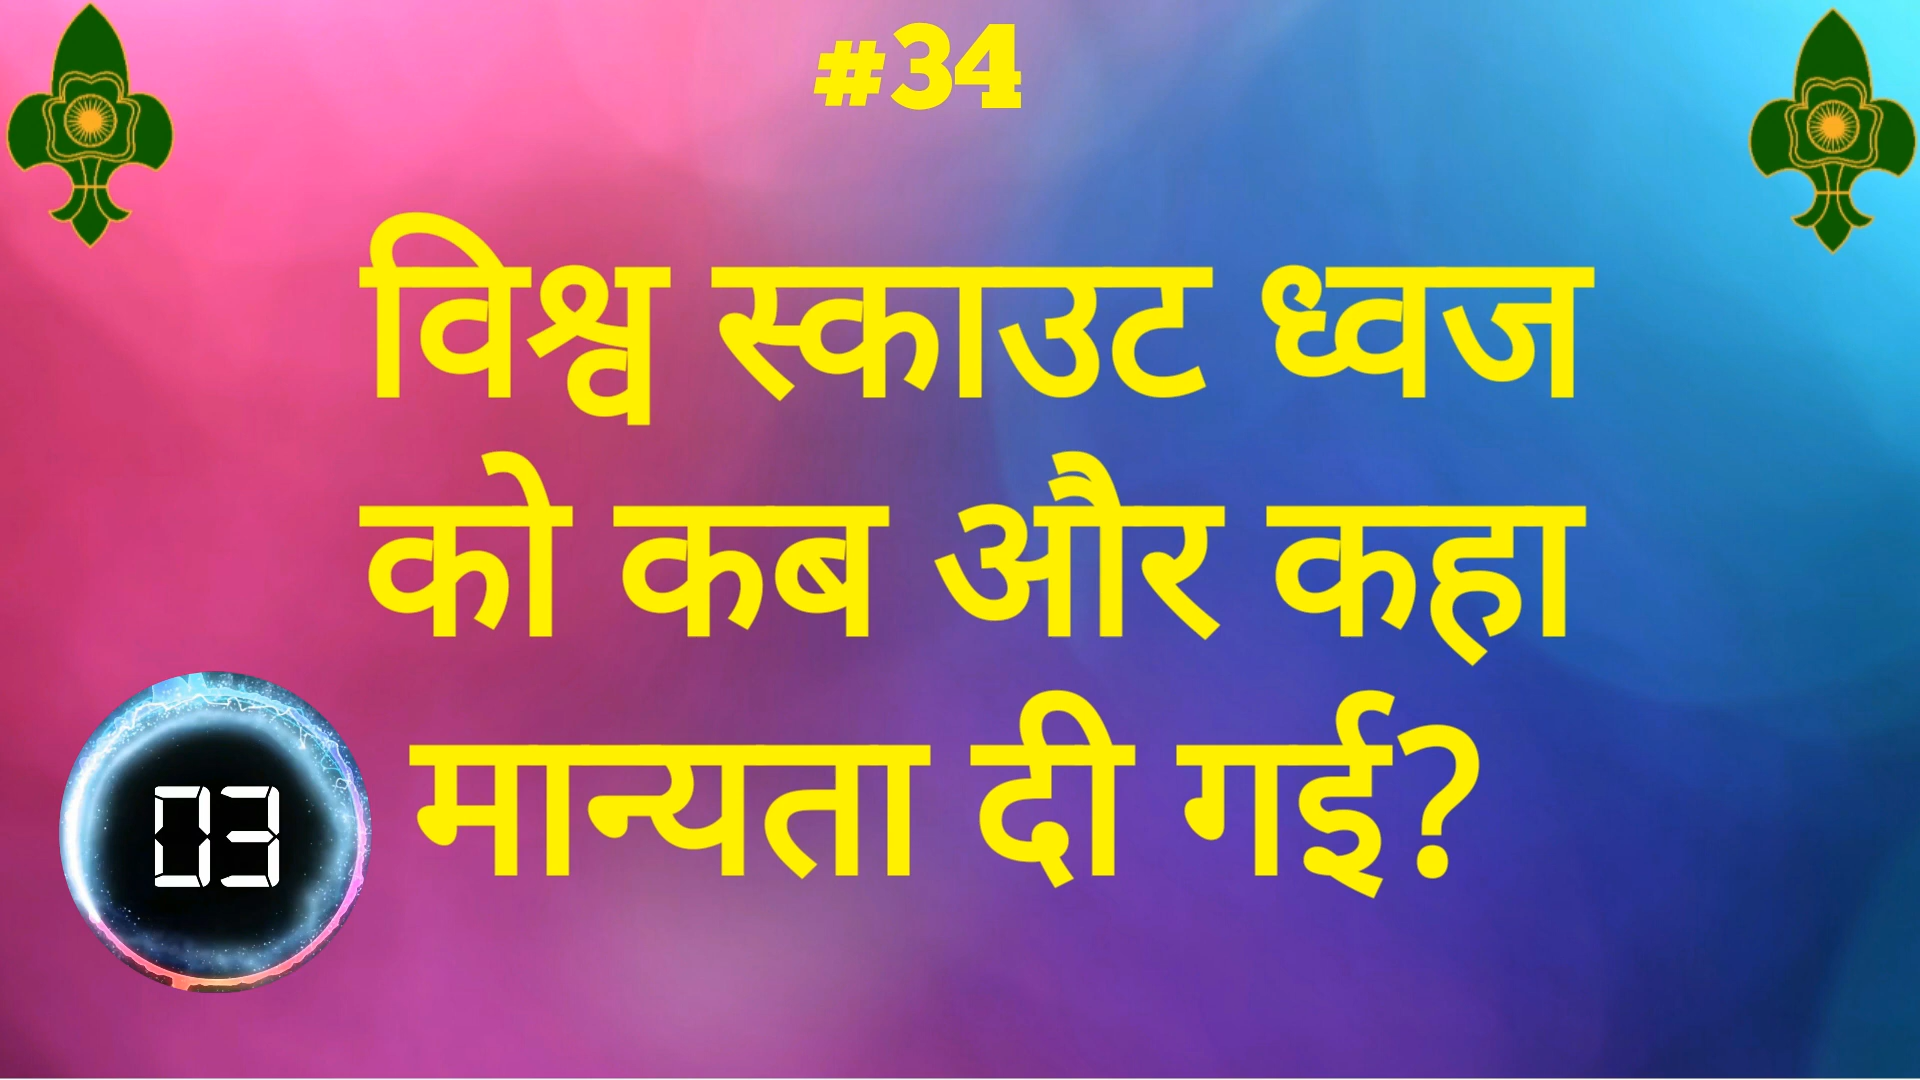 #34
विश्व स्काउट ध्वज
को कब और कहा
मान्यता दी गई?
03